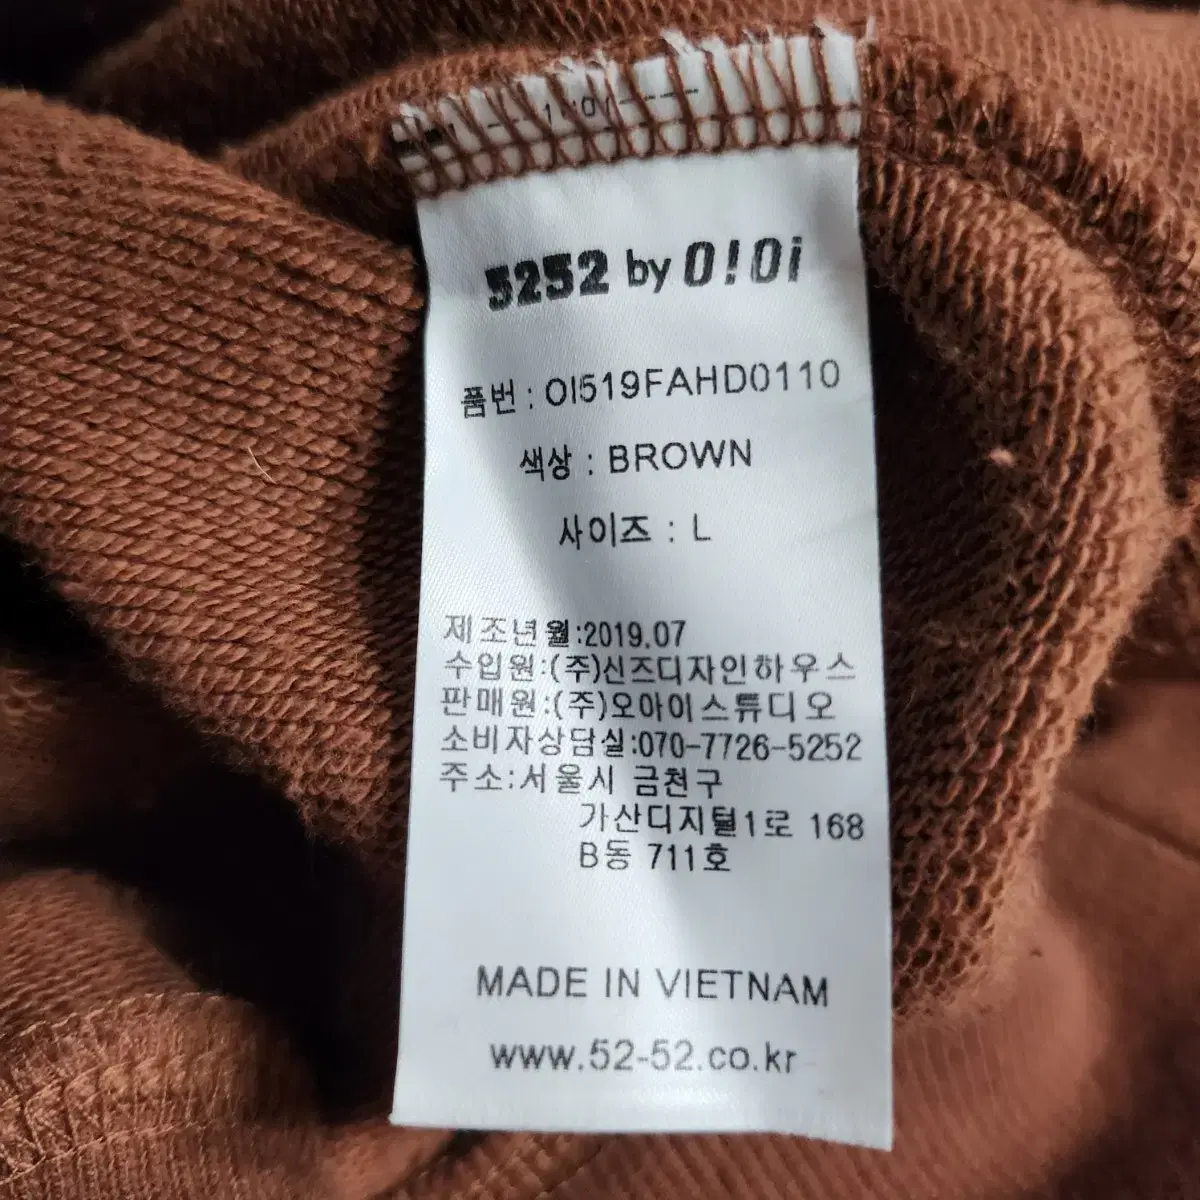 5252 by O!Oi
품번 : OI519FAHD0110
색상 : BROWN
사이즈 : L
제조년월:2019.07
수입원:(주)신즈디자인하우스
판매원:(주)오아이스튜디오
소비자상담실:070-7726-5252
주소:서울시 금천구
가산디지털1로 168
B동 711호
MADE IN VIETNAM
www.52-52.co.kr